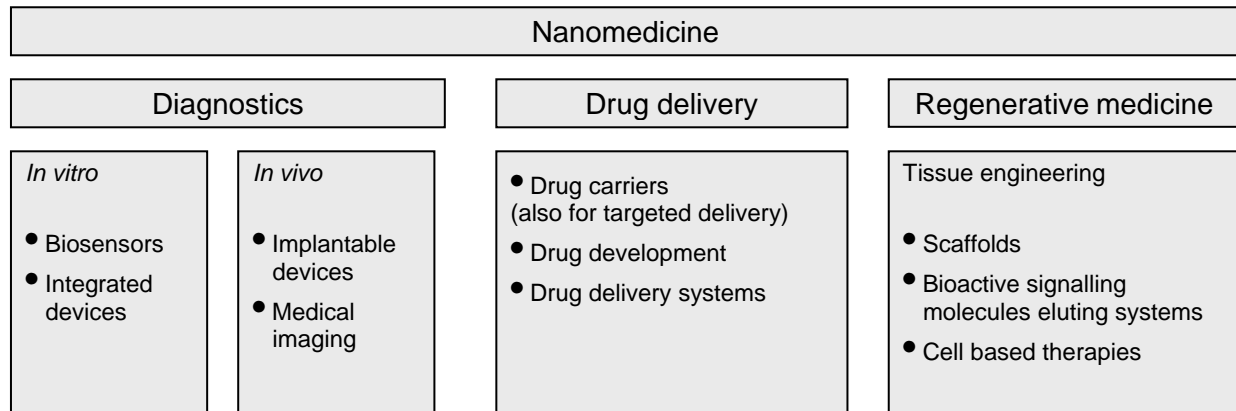 Nanomedicine
Diagnostics
Drug delivery
Regenerative medicine
In vitro
● Biosensors
● Integrated
devices
In vivo
● Implantable
devices
● Medical
imaging
● Drug carriers
(also for targeted delivery)
● Drug development
● Drug delivery systems
Tissue engineering
● Scaffolds
● Bioactive signalling
molecules eluting systems
● Cell based therapies